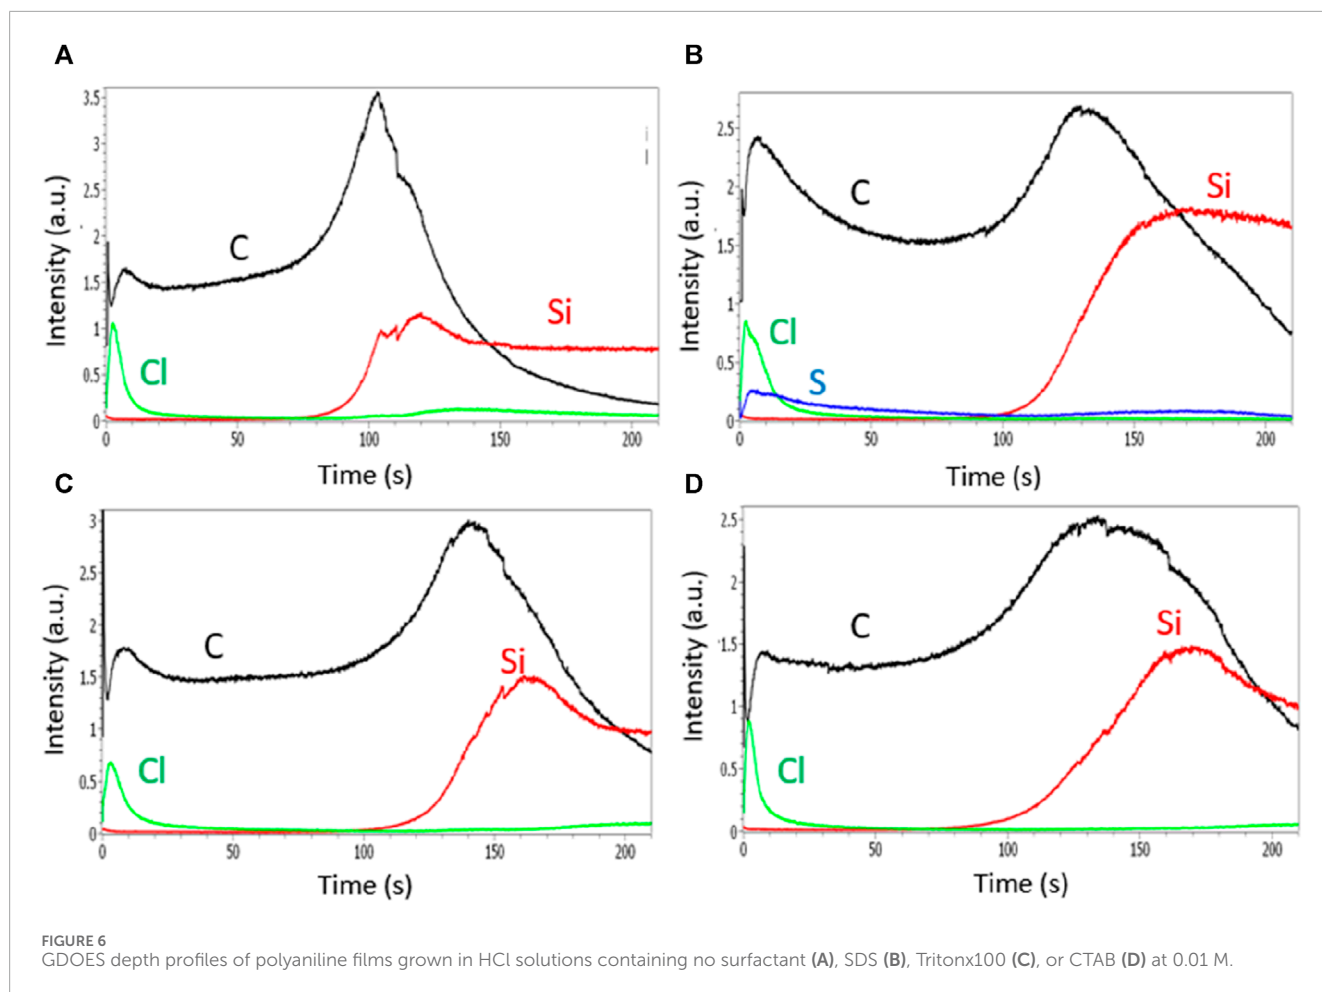 A
Intensity (a.u.)
3.5
3
2.5
2
1.5
1
0.5
0
C
Si
Cl
0 50 100 150 200
Time (s)
B
Intensity (a.u.)
2.5
2
1.5
1
0.5
0
C
Si
Cl
S
0 50 100 150 200
Time (s)
C
Intensity (a.u.)
3
2.5
2
1.5
1
0.5
0
C
Si
Cl
0 50 100 150 200
Time (s)
D
Intensity (a.u.)
2.5
2
1.5
1
0.5
0
C
Si
Cl
0 50 100 150 200
Time (s)
FIGURE 6
GDOES depth profiles of polyaniline films grown in HCl solutions containing no surfactant (A), SDS (B), Tritonx100 (C), or CTAB (D) at 0.01 M.